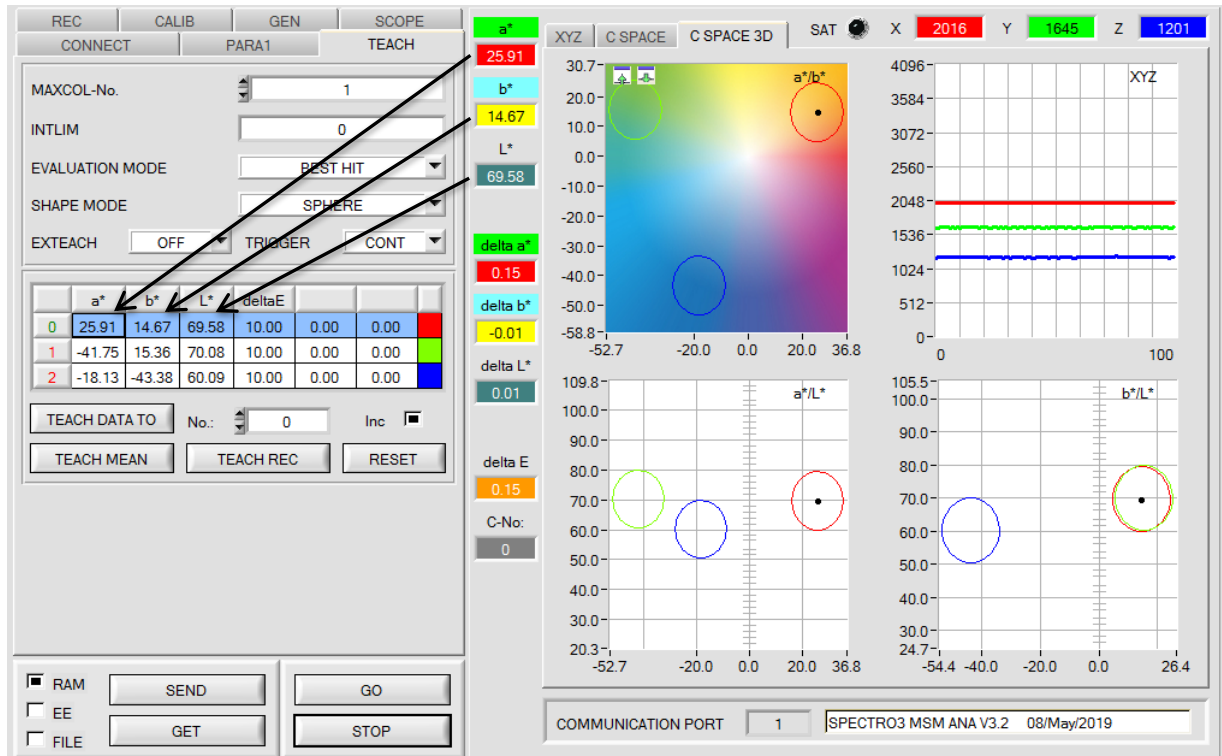 REC CALIB GEN SCOPE
CONNECT PARA1 TEACH
MAXCOL-No. 1
INTLIM 0
EVALUATION MODE BEST HIT
SHAPE MODE SPHERE
EXTEACH OFF TRIGGER CONT
a* b* L* deltaE
0 25.91 14.67 69.58 10.00 0.00 0.00
1 -41.75 15.36 70.08 10.00 0.00 0.00
2 -18.13 -43.38 60.09 10.00 0.00 0.00
TEACH DATA TO No.: 0 Inc
TEACH MEAN TEACH REC RESET
RAM SEND GO
EE
GET STOP
FILE
a*
25.91
b*
14.67
L*
69.58
delta a*
0.15
delta b*
-0.01
delta L*
0.01
delta E
0.15
C-No:
0
XYZ C SPACE C SPACE 3D SAT X 2016 Y 1645 Z 1201
a*/b*
30.7
20.0
10.0
0.0
-10.0
-20.0
-30.0
-40.0
-50.0
-58.8
-52.7 -20.0 0.0 20.0 36.8
XYZ
4096
3584
3072
2560
2048
1536
1024
512
0
0 100
a*/L*
109.8
100.0
90.0
80.0
70.0
60.0
50.0
40.0
30.0
20.3
-52.7 -20.0 0.0 20.0 36.8
b*/L*
105.5
100.0
90.0
80.0
70.0
60.0
50.0
40.0
30.0
24.7
-54.4 -40.0 -20.0 0.0 26.4
COMMUNICATION PORT 1 SPECTRO3 MSM ANA V3.2 08/May/2019